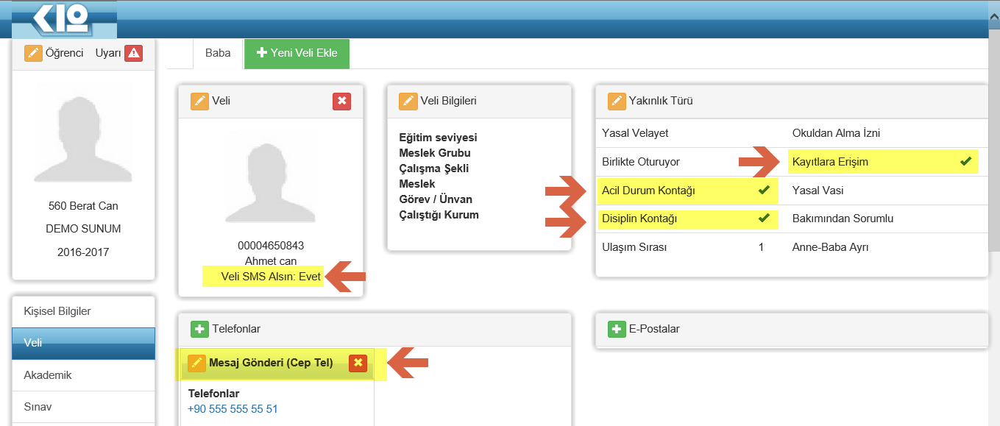 K12
Öğrenci Uyarı
560 Berat Can
DEMO SUNUM
2016-2017
Kişisel Bilgiler
Veli
Akademik
Sınav
Baba
Yeni Veli Ekle
Veli
00004650843
Ahmet can
Veli SMS Alsın: Evet
Veli Bilgileri
Eğitim seviyesi
Meslek Grubu
Çalışma Şekli
Meslek
Görev / Ünvan
Çalıştığı Kurum
Yakınlık Türü
Yasal Velayet Okuldan Alma İzni
Birlikte Oturuyor Kayıtlara Erişim
Acil Durum Kontağı Yasal Vasi
Disiplin Kontağı Bakımından Sorumlu
Ulaşım Sırası 1 Anne-Baba Ayrı
Telefonlar
Mesaj Gönderi (Cep Tel)
Telefonlar
+90 555 555 55 51
E-Postalar